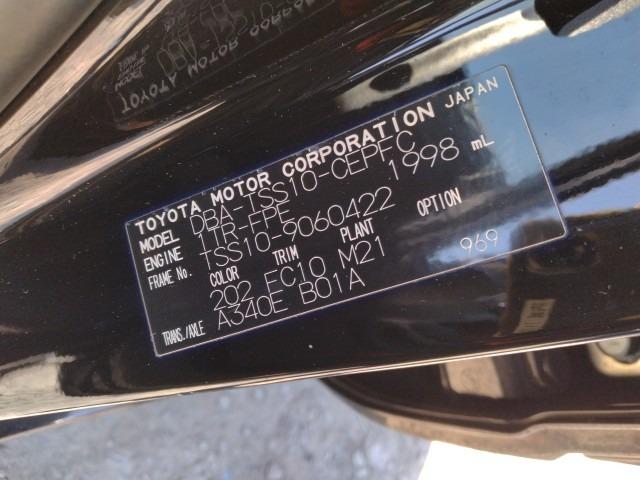 TOYOTA MOTOR CORPORATION JAPAN
MODEL DBA-TSS10-CEPFC
ENGINE 1TR-FPE 1998 mL
FRAME No. TSS10-9060422
COLOR TRIM PLANT OPTION
202 FC10 M21 969
TRANS./AXLE A340E B01A